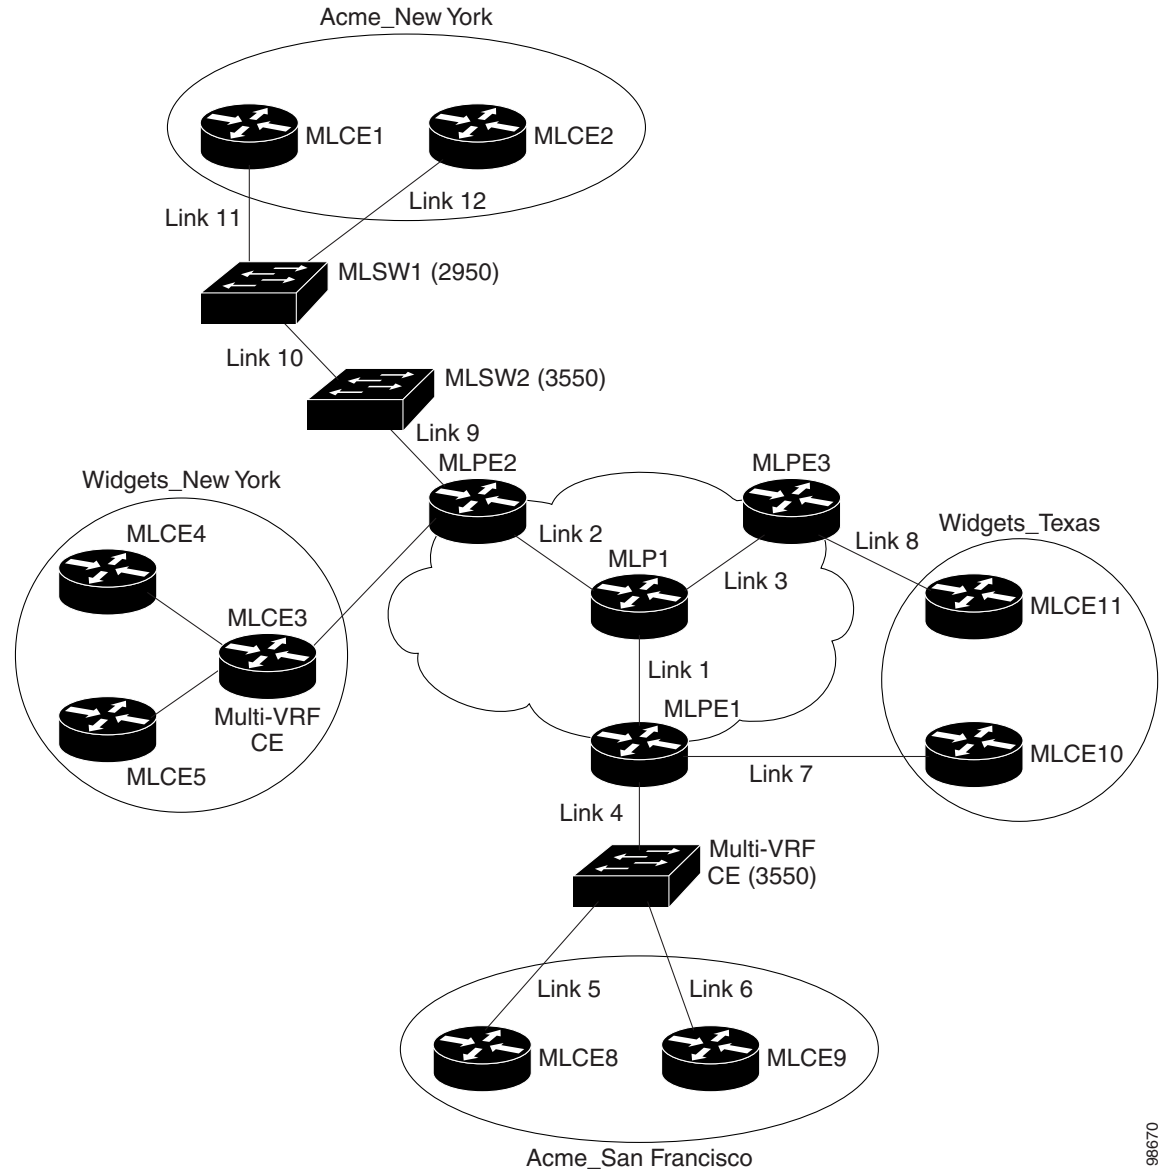 Acme_New York
MLCE1
MLCE2
Link 11
Link 12
MLSW1 (2950)
Link 10
MLSW2 (3550)
Link 9
MLPE2
MLPE3
Widgets_New York
Widgets_Texas
MLCE4
Link 2
Link 8
MLP1
Link 3
MLCE11
MLCE3
Link 1
Multi-VRF
CE
MLPE1
MLCE5
Link 7
MLCE10
Link 4
Multi-VRF
CE (3550)
Link 5
Link 6
MLCE8
MLCE9
Acme_San Francisco
98670